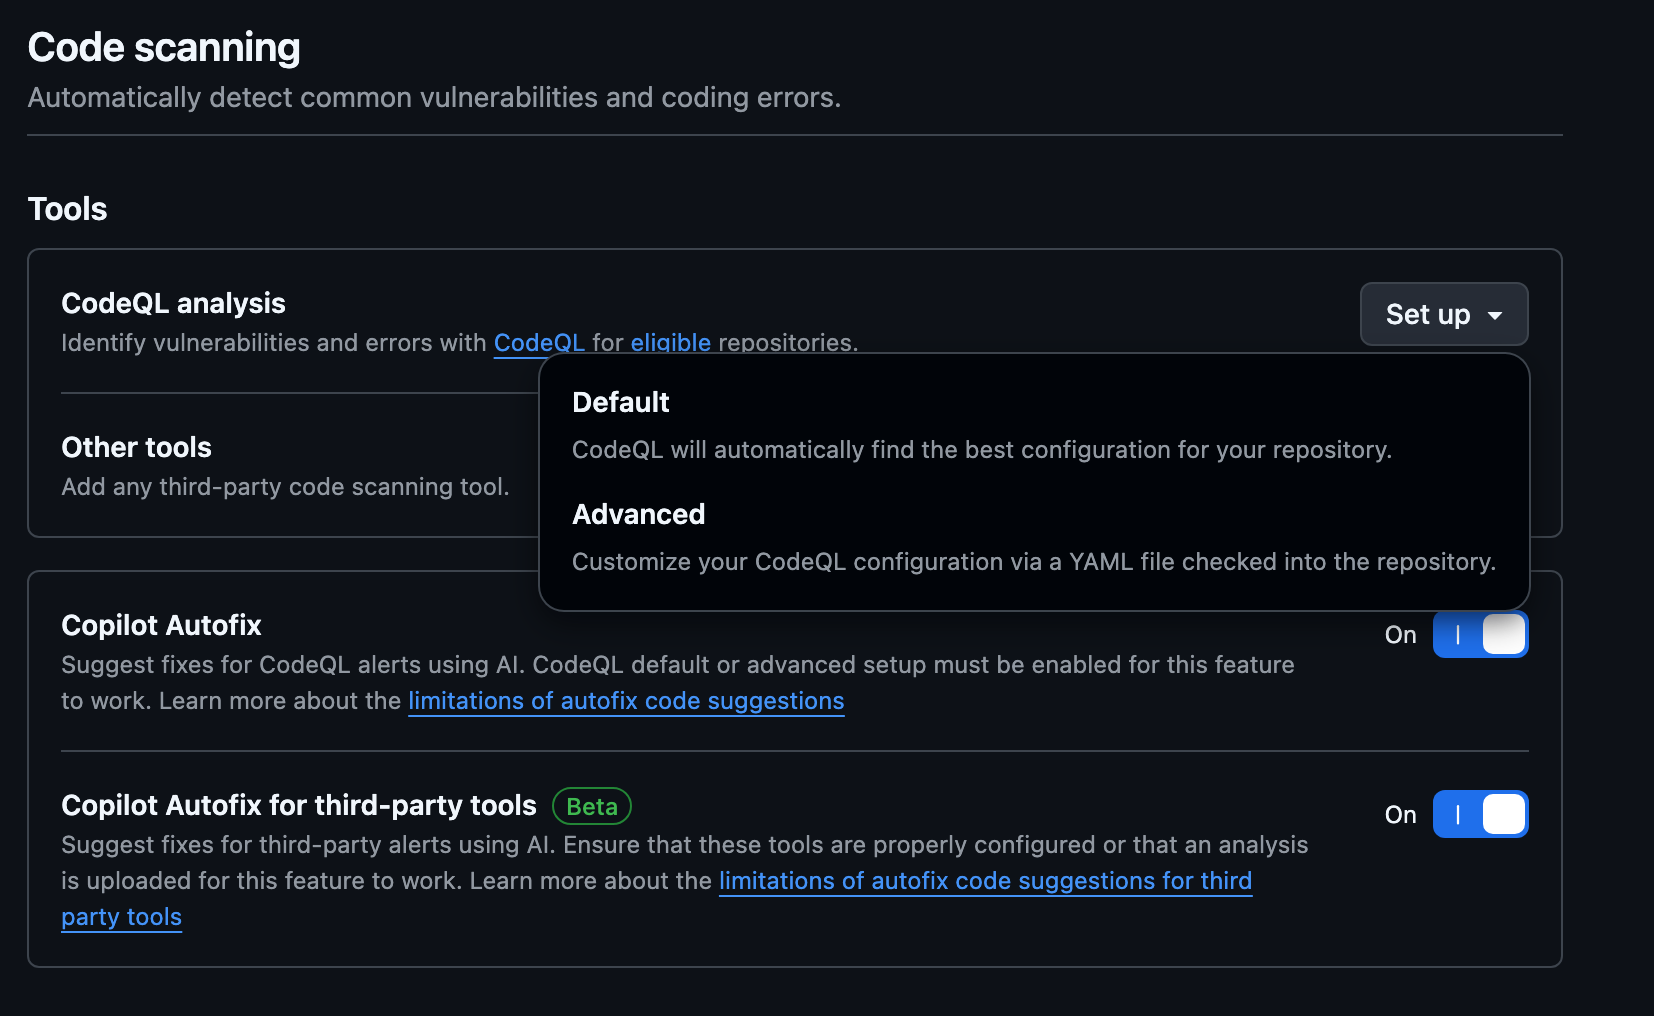 Code scanning
Automatically detect common vulnerabilities and coding errors.
Tools
CodeQL analysis
Set up
Identify vulnerabilities and errors with CodeQL for eligible repositories.
Default
CodeQL will automatically find the best configuration for your repository.
Other tools
Add any third-party code scanning tool.
Advanced
Customize your CodeQL configuration via a YAML file checked into the repository.
Copilot Autofix
On
Suggest fixes for CodeQL alerts using AI. CodeQL default or advanced setup must be enabled for this feature
to work. Learn more about the limitations of autofix code suggestions
Copilot Autofix for third-party tools Beta
On
Suggest fixes for third-party alerts using AI. Ensure that these tools are properly configured or that an analysis
is uploaded for this feature to work. Learn more about the limitations of autofix code suggestions for third
party tools